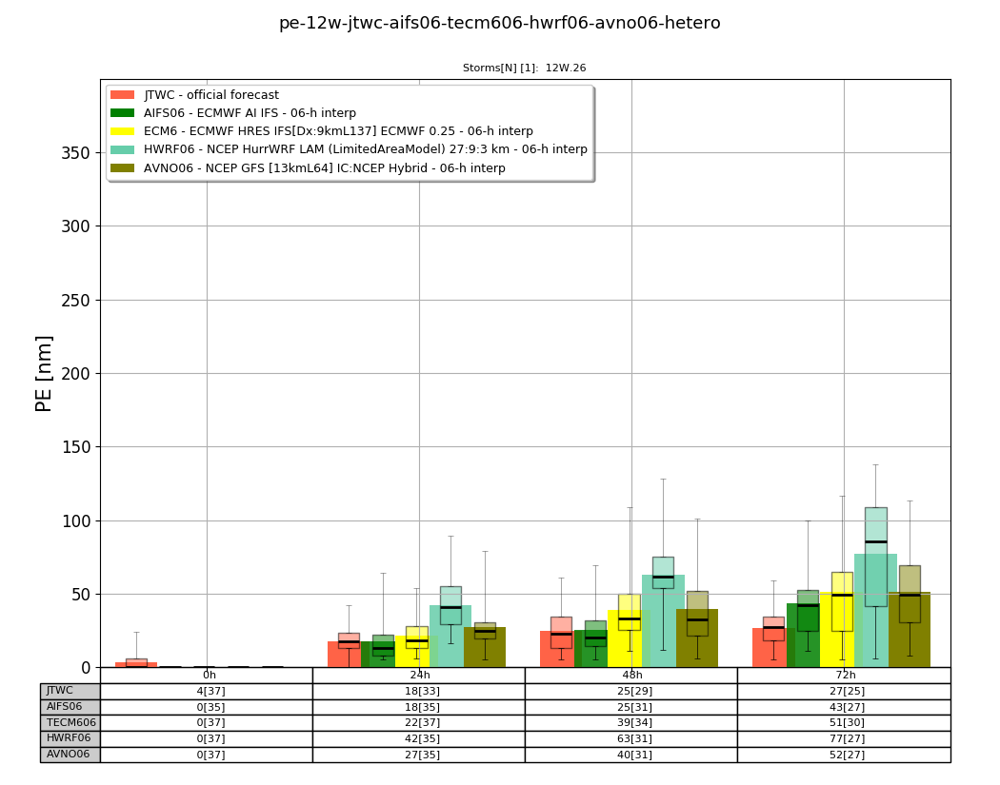 pe-12w-jtwc-aifs06-tecm606-hwrf06-avno06-hetero
Storms[N] [1]:  12W.26
JTWC - official forecast
AIFS06 - ECMWF AI IFS - 06-h interp
ECM6 - ECMWF HRES IFS[Dx:9kmL137] ECMWF 0.25 - 06-h interp
HWRF06 - NCEP HurrWRF LAM (LimitedAreaModel) 27:9:3 km - 06-h interp
AVNO06 - NCEP GFS [13kmL64] IC:NCEP Hybrid - 06-h interp
350
300
250
200
150
100
50
0
PE [nm]
0h 24h 48h 72h
JTWC 4[37] 18[33] 25[29] 27[25]
AIFS06 0[35] 18[35] 25[31] 43[27]
TECM606 0[37] 22[37] 39[34] 51[30]
HWRF06 0[37] 42[35] 63[31] 77[27]
AVNO06 0[37] 27[35] 40[31] 52[27]